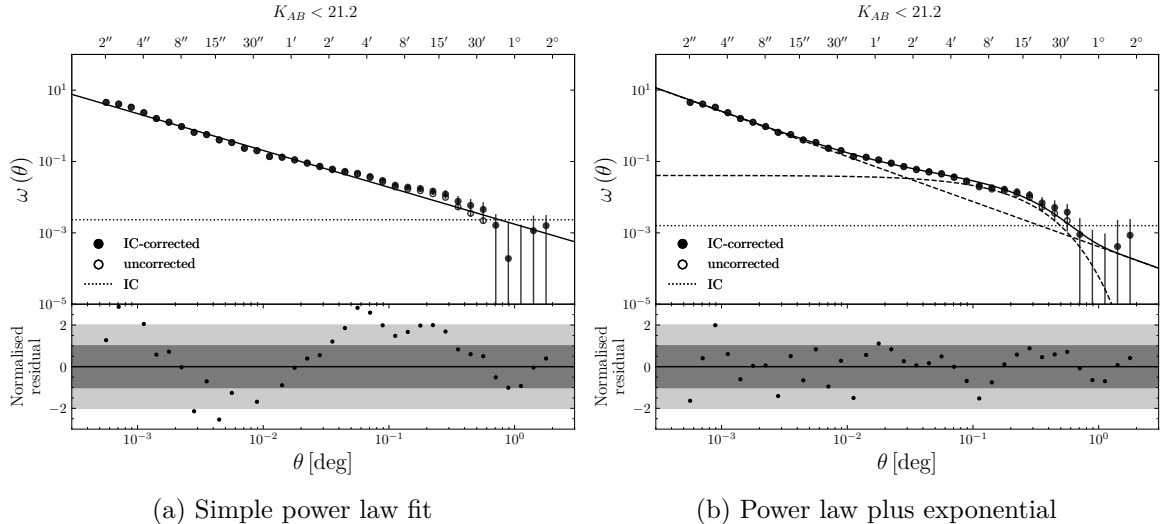 K_{AB} < 21.2
2″ 4″ 8″ 15″ 30″ 1′ 2′ 4′ 8′ 15′ 30′ 1° 2°
10^1
10^{−1}
10^{−3}
10^{−5}
ω (θ)
IC-corrected
uncorrected
IC
2
0
−2
Normalised
residual
10^{−3} 10^{−2} 10^{−1} 10^0
θ [deg]
(a) Simple power law fit
K_{AB} < 21.2
2″ 4″ 8″ 15″ 30″ 1′ 2′ 4′ 8′ 15′ 30′ 1° 2°
10^1
10^{−1}
10^{−3}
10^{−5}
ω (θ)
IC-corrected
uncorrected
IC
2
0
−2
Normalised
residual
10^{−3} 10^{−2} 10^{−1} 10^0
θ [deg]
(b) Power law plus exponential